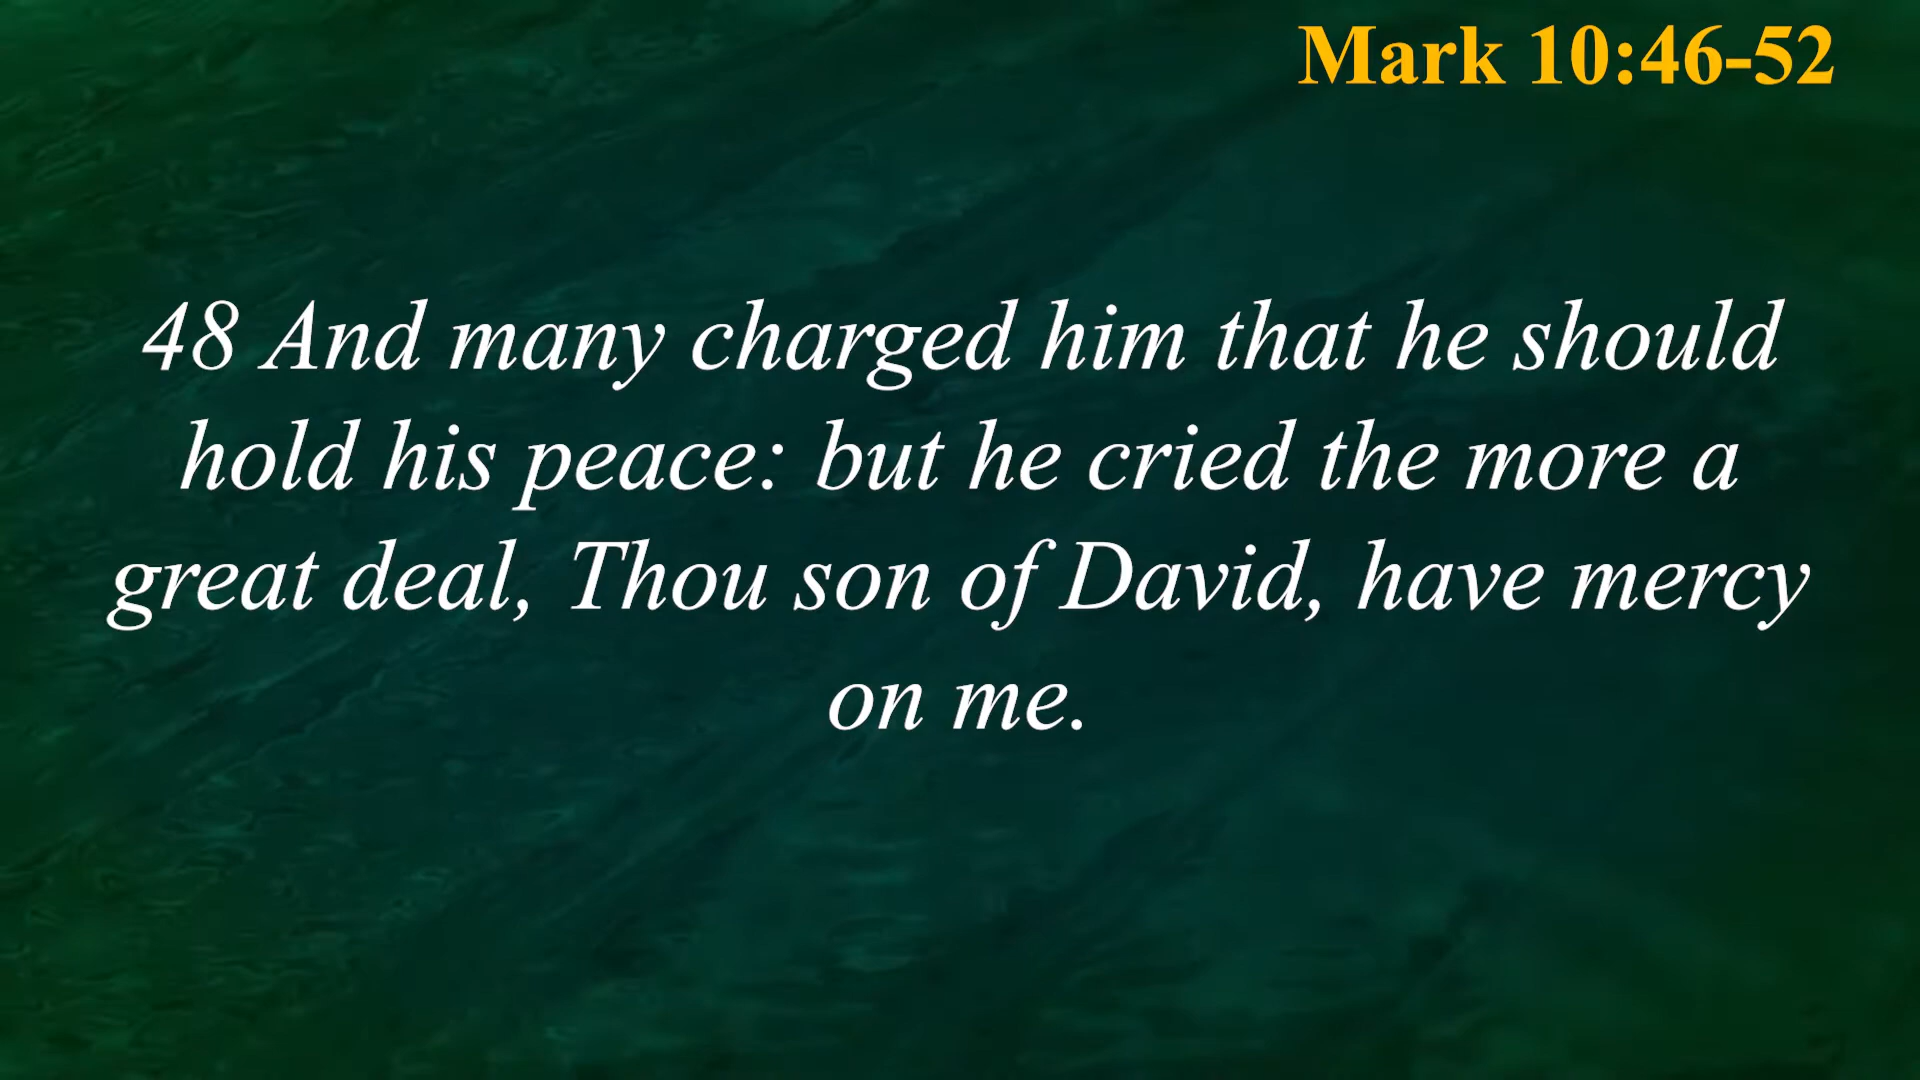 Mark 10:46-52
48 And many charged him that he should
hold his peace: but he cried the more a
great deal, Thou son of David, have mercy
on me.